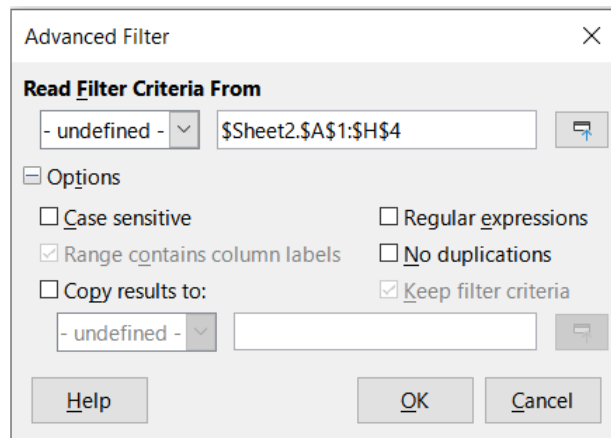 Advanced Filter
Read Filter Criteria From
- undefined - $Sheet2.$A$1:$H$4
Options
Case sensitive Regular expressions
Range contains column labels No duplications
Copy results to: Keep filter criteria
- undefined -
Help OK Cancel